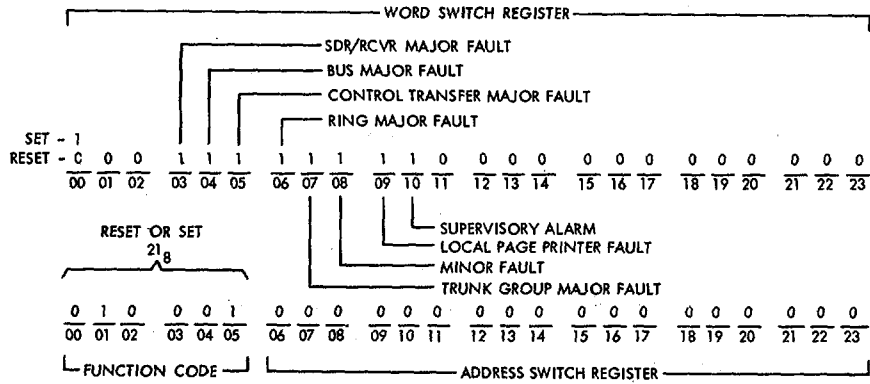 WORD SWITCH REGISTER
SDR/RCVR MAJOR FAULT
BUS MAJOR FAULT
CONTROL TRANSFER MAJOR FAULT
RING MAJOR FAULT
SET - 1
RESET - 0 0 0 1 1 1 1 1 1 1 1 0 0 0 0 0 0 0 0 0 0 0 0 0
00 01 02 03 04 05 06 07 08 09 10 11 12 13 14 15 16 17 18 19 20 21 22 23
RESET OR SET
21₈
SUPERVISORY ALARM
LOCAL PAGE PRINTER FAULT
MINOR FAULT
TRUNK GROUP MAJOR FAULT
0 1 0 0 0 1 0 0 0 0 0 0 0 0 0 0 0 0 0 0 0 0 0 0
00 01 02 03 04 05 06 07 08 09 10 11 12 13 14 15 16 17 18 19 20 21 22 23
FUNCTION CODE ADDRESS SWITCH REGISTER